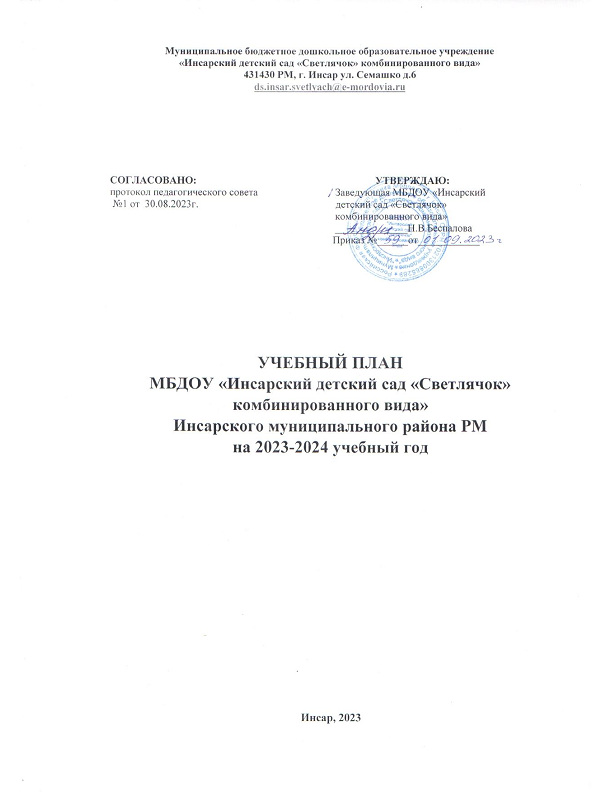 Муниципальное бюджетное дошкольное образовательное учреждение
«Инсарский детский сад «Светлячок» комбинированного вида»
431430 РМ, г. Инсар ул. Семашко д.6
ds.insar.svetlyach@e-mordovia.ru
СОГЛАСОВАНО:
протокол педагогического совета
№1 от 30.08.2023г.
УТВЕРЖДАЮ:
/ Заведующая МБДОУ «Инсарский
детский сад «Светлячок»
комбинированного вида»
Н.В.Беспалова
Приказ № 59 от 01.09.2023 г
УЧЕБНЫЙ ПЛАН
МБДОУ «Инсарский детский сад «Светлячок»
комбинированного вида»
Инсарского муниципального района РМ
на 2023-2024 учебный год
Инсар, 2023